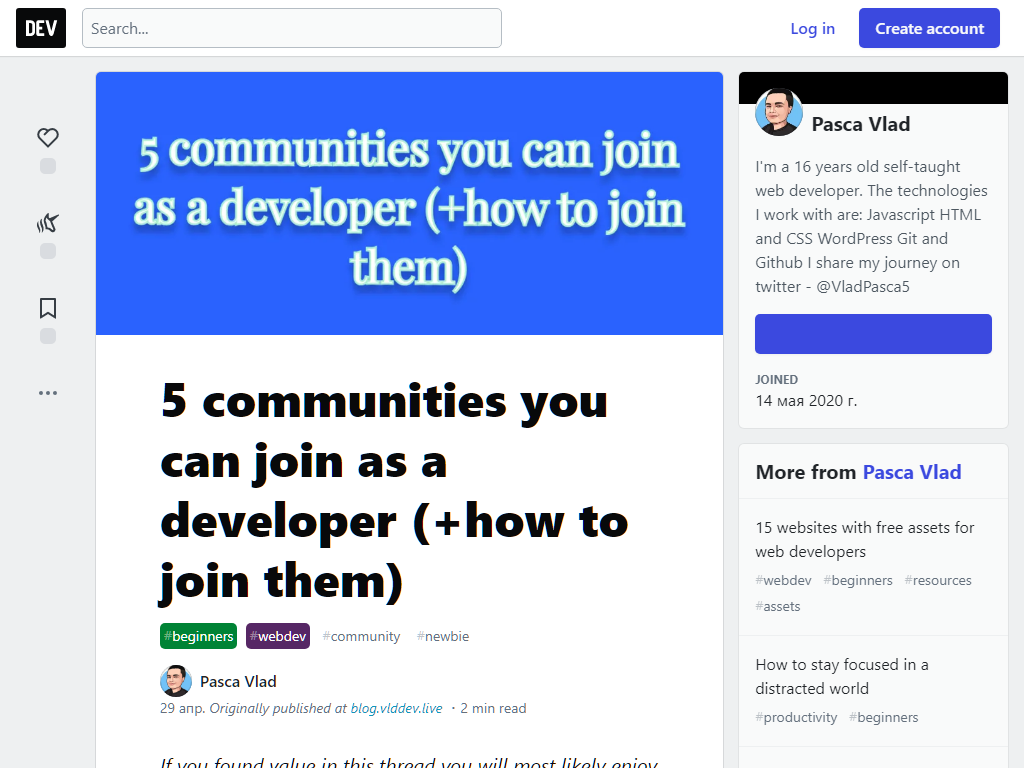 DEV
Search...
Log in
Create account
5 communities you can join
as a developer (+how to join
them)
5 communities you
can join as a
developer (+how to
join them)
#beginners #webdev #community #newbie
Pasca Vlad
29 апр. Originally published at blog.vlddev.live ・2 min read
If you found value in this thread you will most likely enjoy
Pasca Vlad
I'm a 16 years old self-taught
web developer. The technologies
I work with are: Javascript HTML
and CSS WordPress Git and
Github I share my journey on
twitter - @VladPasca5
JOINED
14 мая 2020 г.
More from Pasca Vlad
15 websites with free assets for
web developers
#webdev #beginners #resources
#assets
How to stay focused in a
distracted world
#productivity #beginners